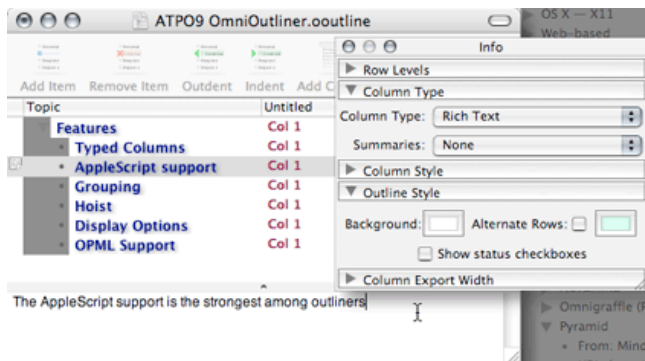 ATPO9 OmniOutliner.ooutline
OS X — X11
Web-based
Info
Add Item Remove Item Outdent Indent Add C
Row Levels
Column Type
Topic Untitled
Column Type: Rich Text
Features Col 1
Typed Columns Col 1
Summaries: None
AppleScript support Col 1
Column Style
Grouping Col 1
Outline Style
Hoist Col 1
Background: Alternate Rows:
Display Options Col 1
OPML Support Col 1
Show status checkboxes
Column Export Width
The AppleScript support is the strongest among outliners
Omnigraffle (P
Pyramid
From: Mind